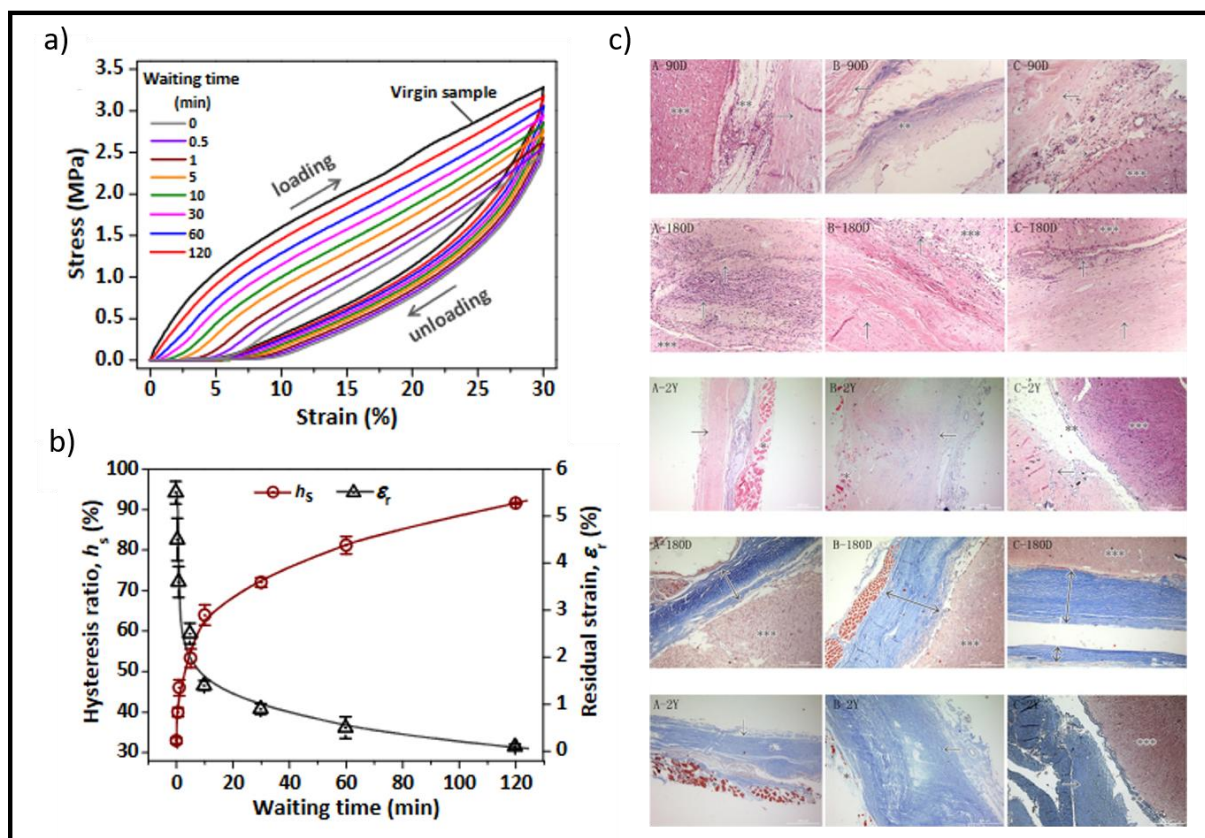 a)
3.5
3.0
2.5
2.0
1.5
1.0
0.5
0.0
Stress (MPa)
Waiting time
(min)
0
0.5
1
5
10
30
60
120
Virgin sample
loading
unloading
0 5 10 15 20 25 30
Strain (%)
b)
100
90
80
70
60
50
40
30
Hysteresis ratio, hs (%)
hs εr
6
5
4
3
2
1
0
Residual strain, εr (%)
0 20 40 60 80 100 120
Waiting time (min)
c)
A-90D B-90D C-90D
*** ** ** ***
A-180D B-180D C-180D
*** *** ***
A-2Y B-2Y C-2Y
* * ** ***
A-180D B-180D C-180D
*** *** ***
A-2Y B-2Y C-2Y
* ***